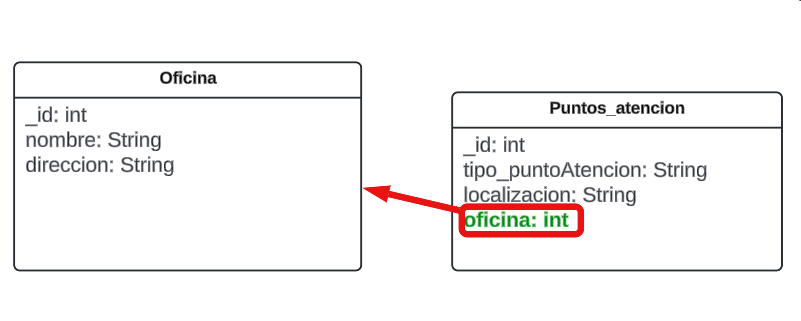 Oficina
_id: int
nombre: String
direccion: String
Puntos_atencion
_id: int
tipo_puntoAtencion: String
localizacion: String
oficina: int